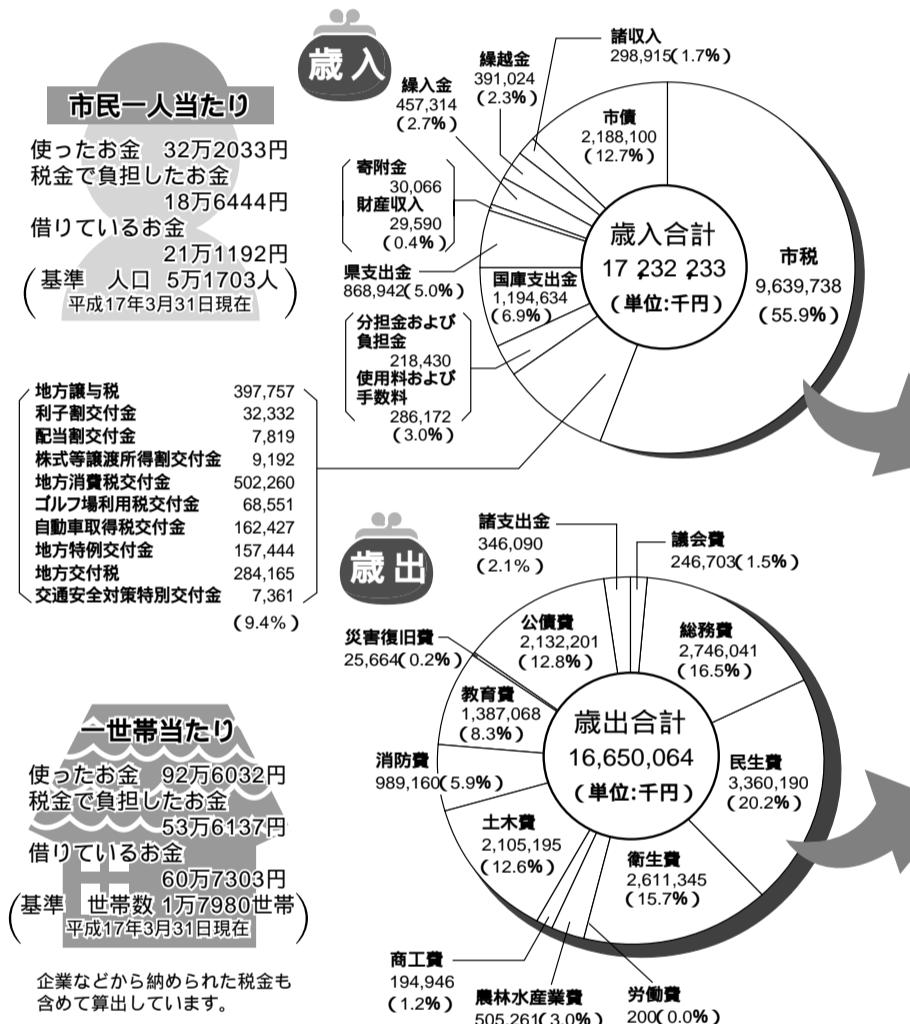 歳入
諸収入
298,915(1.7%)
繰越金
391,024
(2.3%)
繰入金
457,314
(2.7%)
市債
2,188,100
(12.7%)
寄附金
30,066
財産収入
29,590
(0.4%)
県支出金
868,942(5.0%)
国庫支出金
1,194,634
(6.9%)
分担金および
負担金
218,430
使用料および
手数料
286,172
(3.0%)
歳入合計
17,232,233
(単位:千円)
市税
9,639,738
(55.9%)
市民一人当たり
使ったお金 32万2033円
税金で負担したお金
18万6444円
借りているお金
21万1192円
(基準 人口 5万1703人
平成17年3月31日現在)
地方譲与税 397,757
利子割交付金 32,332
配当割交付金 7,819
株式等譲渡所得割交付金 9,192
地方消費税交付金 502,260
ゴルフ場利用税交付金 68,551
自動車取得税交付金 162,427
地方特例交付金 157,444
地方交付税 284,165
交通安全対策特別交付金 7,361
(9.4%)
歳出
諸支出金
346,090
(2.1%)
議会費
246,703(1.5%)
総務費
2,746,041
(16.5%)
公債費
2,132,201
(12.8%)
災害復旧費
25,664(0.2%)
教育費
1,387,068
(8.3%)
消防費
989,160(5.9%)
歳出合計
16,650,064
(単位:千円)
民生費
3,360,190
(20.2%)
土木費
2,105,195
(12.6%)
衛生費
2,611,345
(15.7%)
商工費
194,946
(1.2%)
農林水産業費
505,261(3.0%)
労働費
200(0.0%)
一世帯当たり
使ったお金 92万6032円
税金で負担したお金
53万6137円
借りているお金
60万7303円
(基準 世帯数 1万7980世帯
平成17年3月31日現在)
企業などから納められた税金も
含めて算出しています。